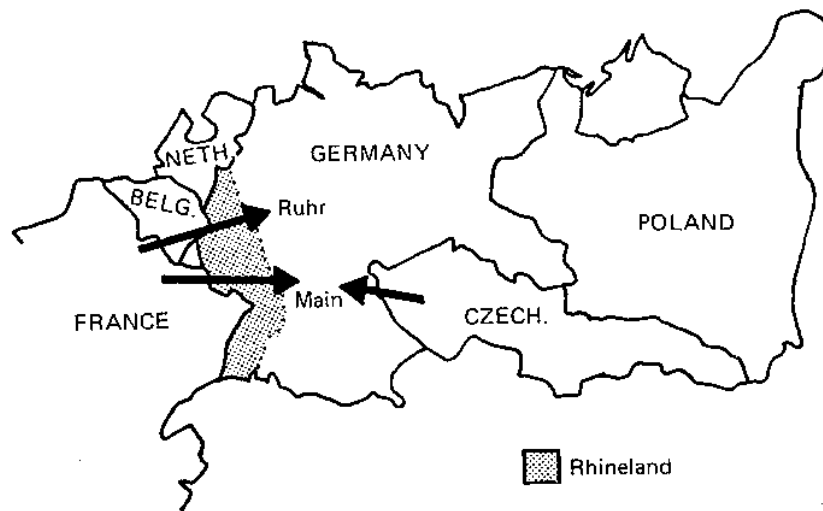 NETH.
GERMANY
BELG.
Ruhr
POLAND
Main
FRANCE
CZECH.
Rhineland